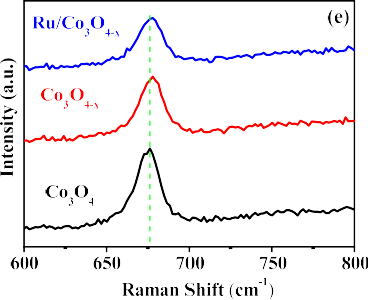 (e)
Ru/Co₃O₄₋ₓ
Co₃O₄₋ₓ
Co₃O₄
Intensity (a.u.)
600 650 700 750 800
Raman Shift (cm⁻¹)